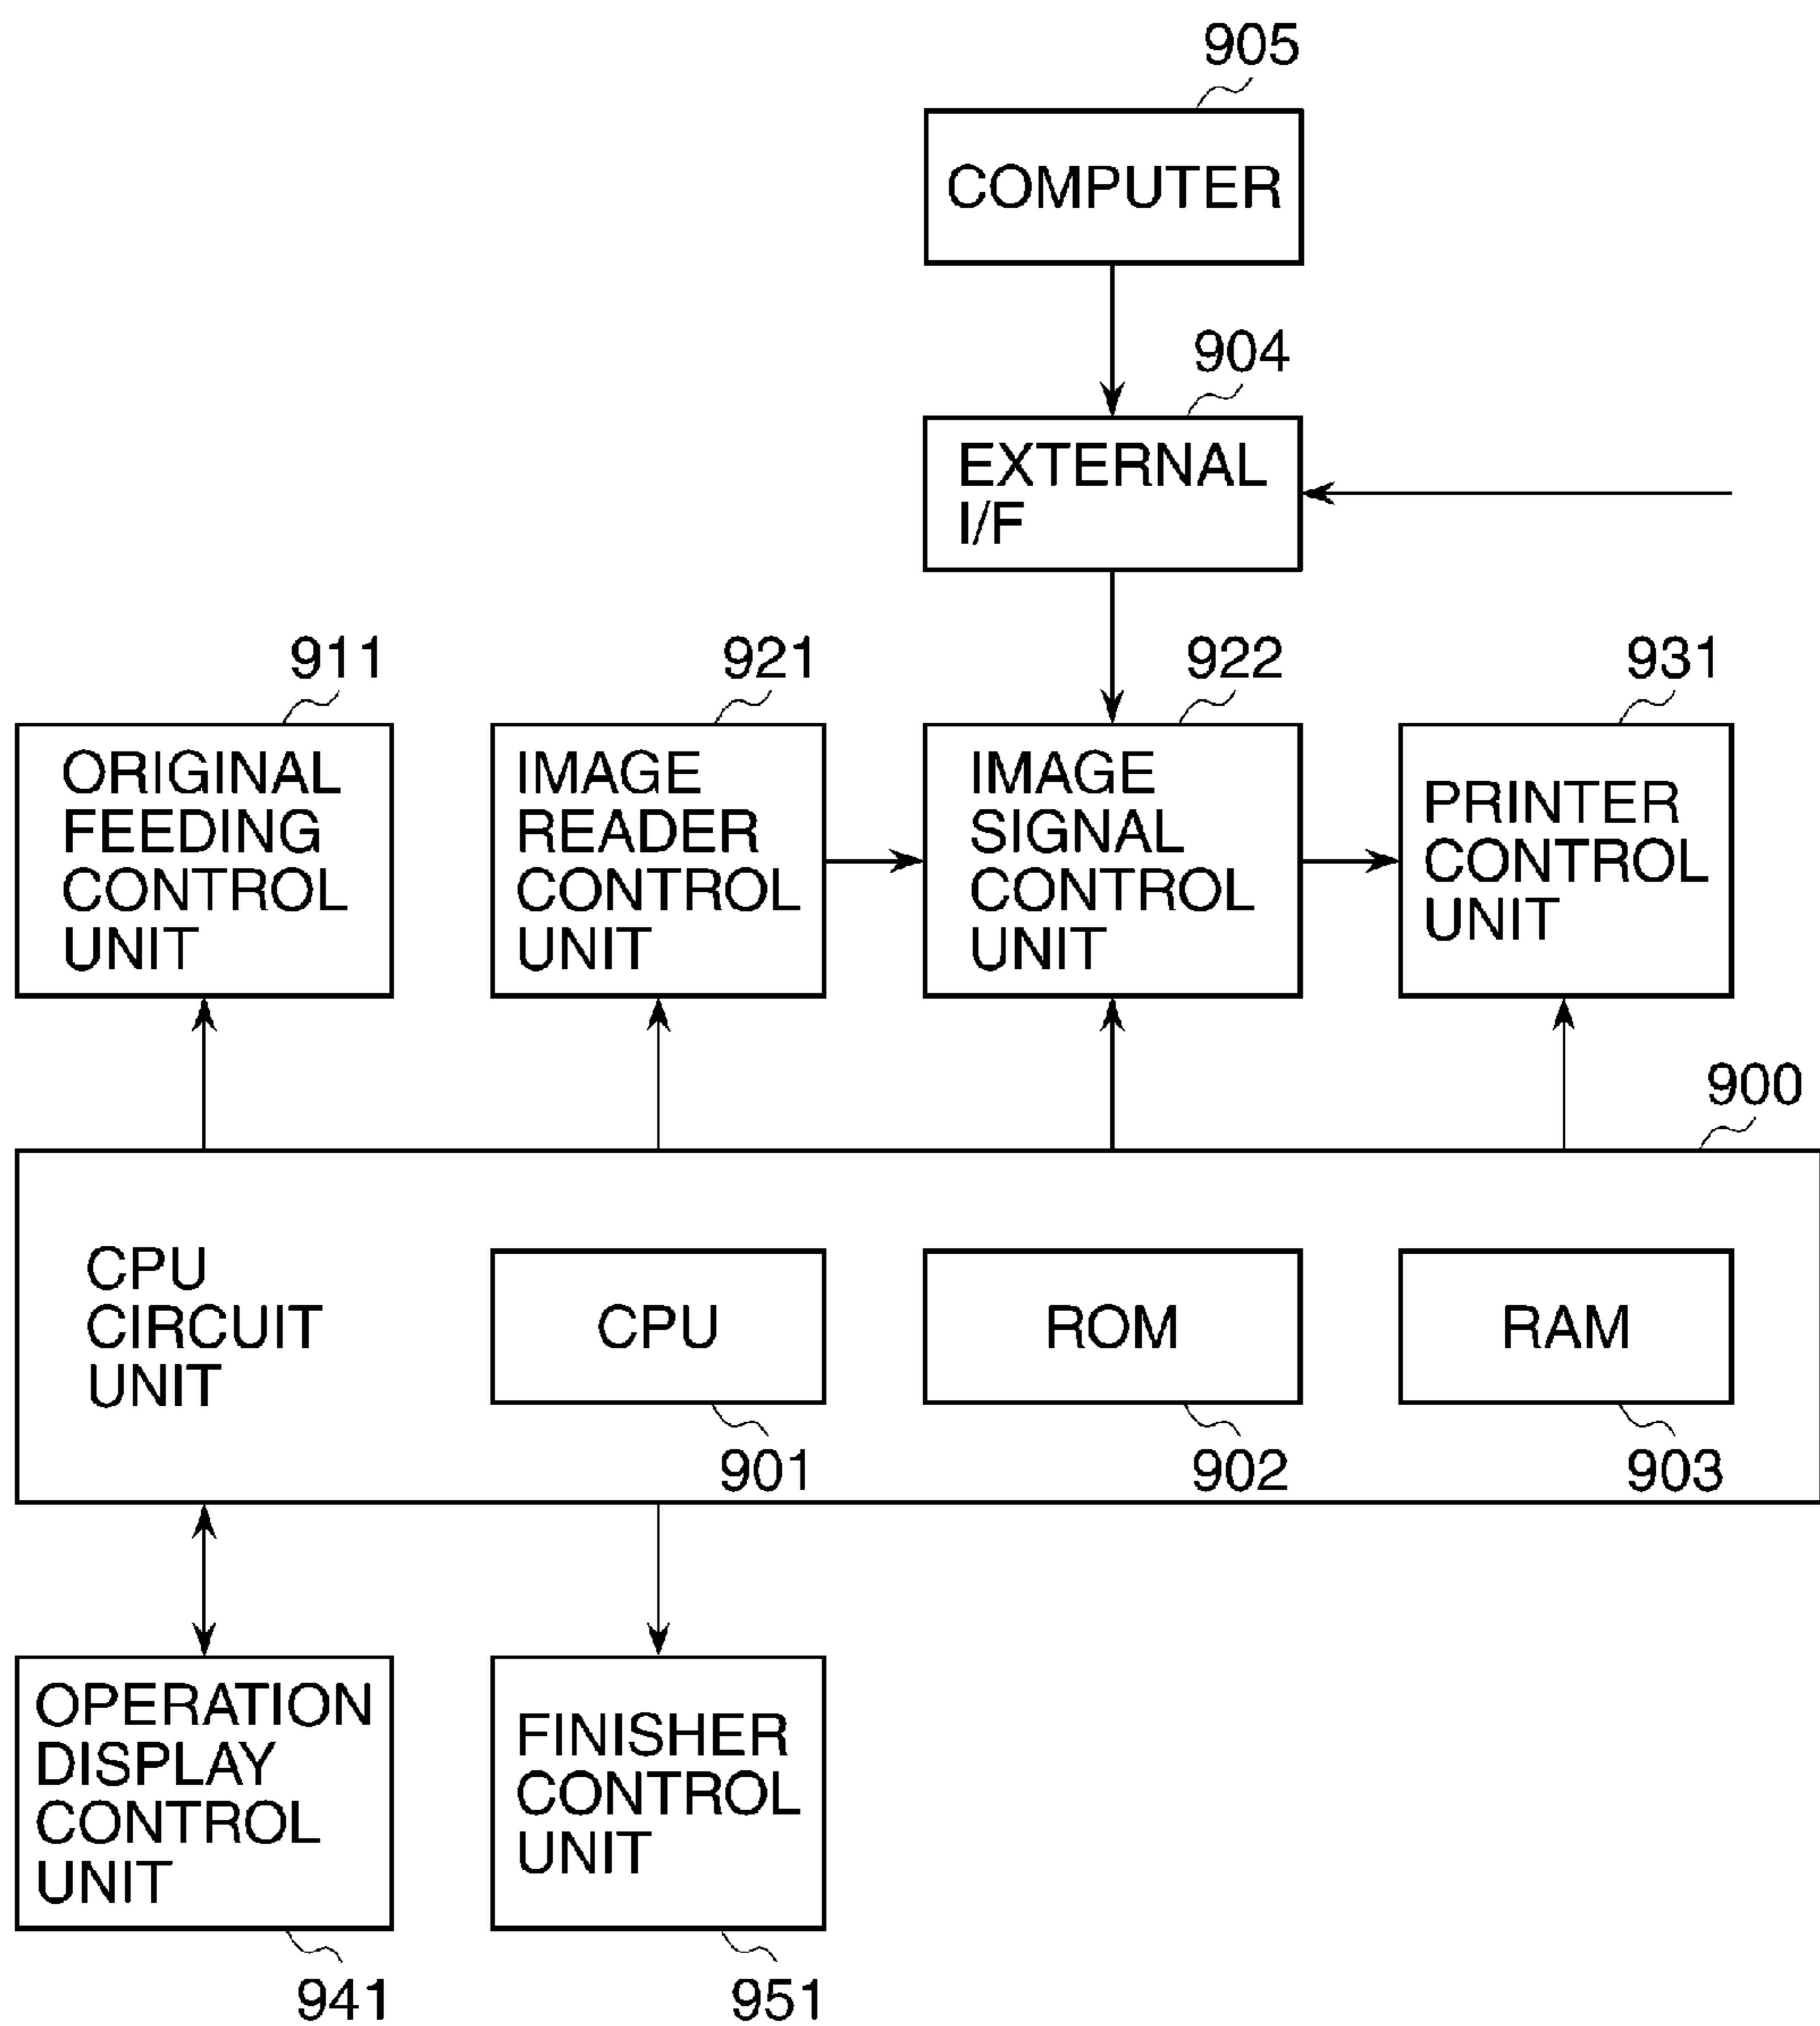 905
COMPUTER
904
EXTERNAL
I/F
911
921
922
931
ORIGINAL
FEEDING
CONTROL
UNIT
IMAGE
READER
CONTROL
UNIT
IMAGE
SIGNAL
CONTROL
UNIT
PRINTER
CONTROL
UNIT
900
CPU
CIRCUIT
UNIT
CPU
ROM
RAM
901
902
903
OPERATION
DISPLAY
CONTROL
UNIT
FINISHER
CONTROL
UNIT
941
951